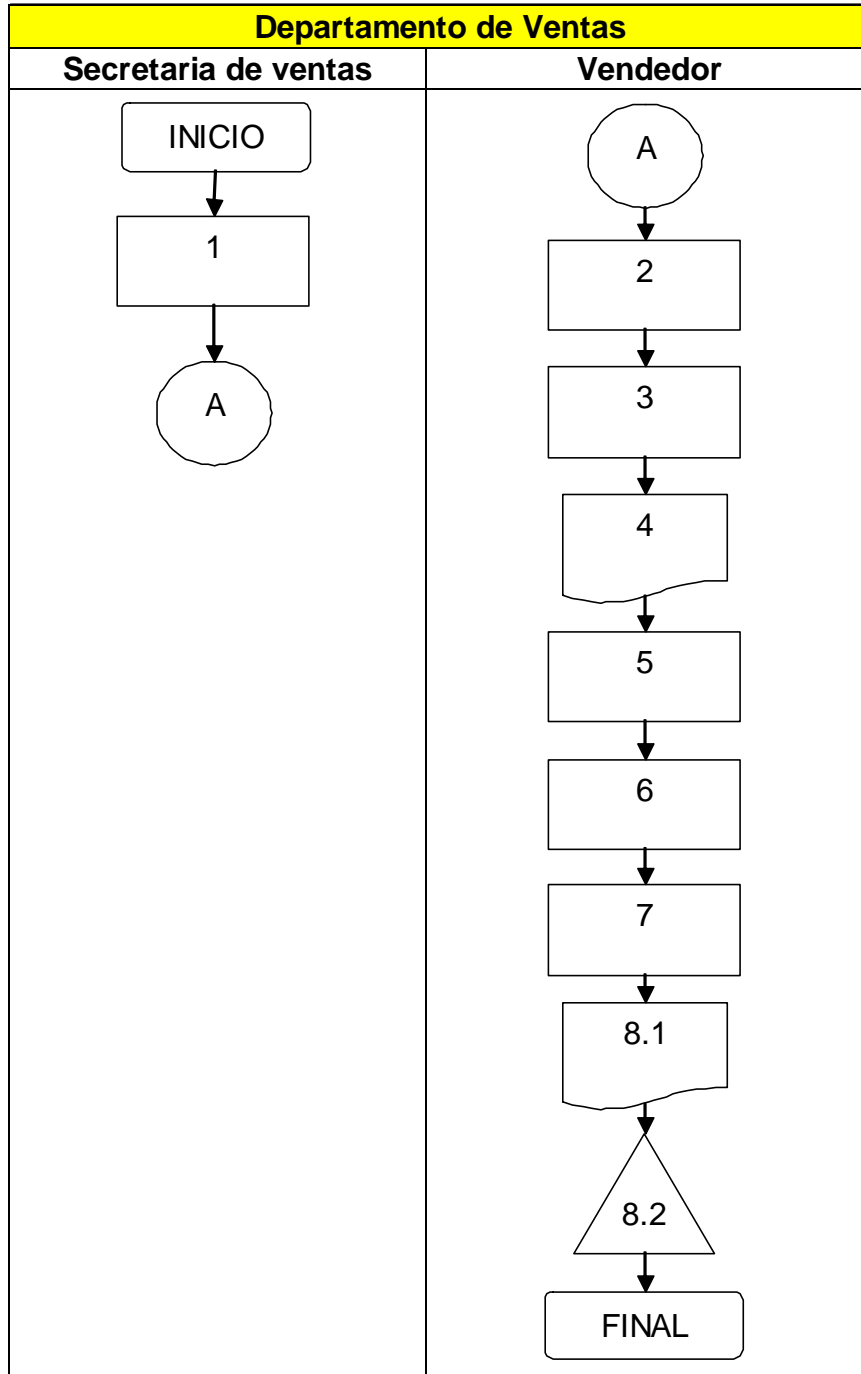 Departamento de Ventas
Secretaria de ventas
Vendedor
INICIO
1
A
A
2
3
4
5
6
7
8.1
8.2
FINAL